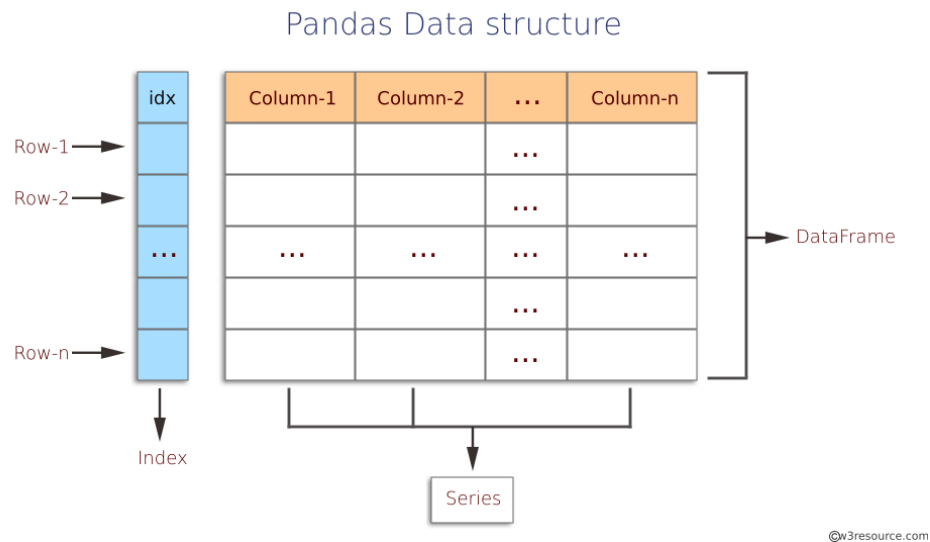 Pandas Data structure
idx Column-1 Column-2 ... Column-n
Row-1 ...
Row-2 ...
... ... ... ... ...
DataFrame
...
Row-n ...
Index
Series
©w3resource.com